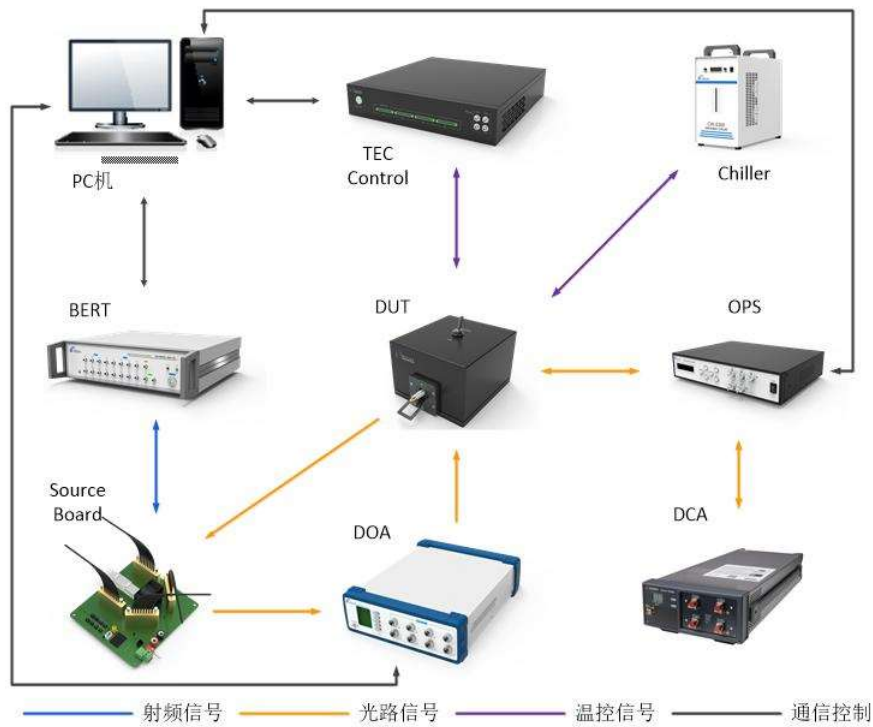 PC机
TEC
Control
Chiller
BERT
DUT
OPS
Source
Board
DOA
DCA
射频信号
光路信号
温控信号
通信控制